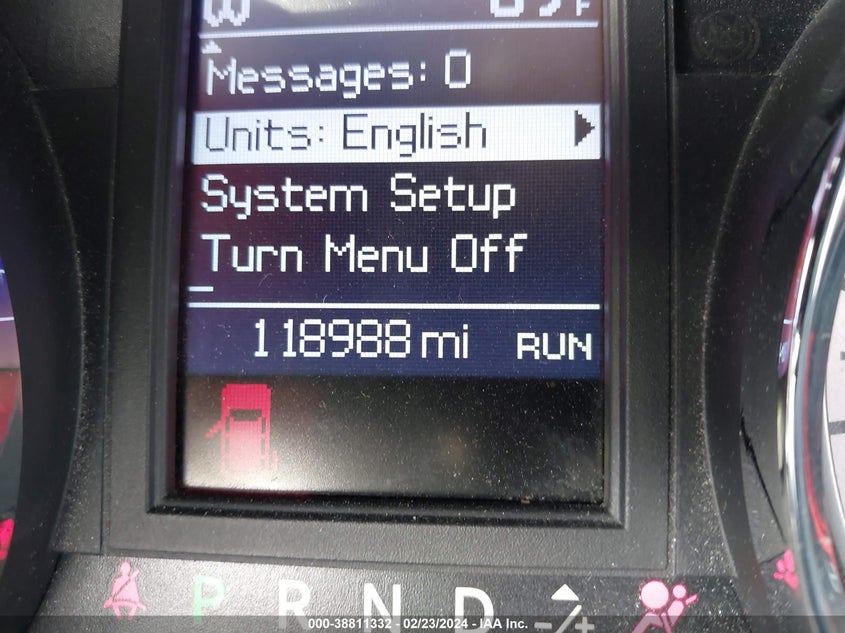 W
Messages: 0
Units: English
System Setup
Turn Menu Off
118988 mi RUN
P R N D -/+
000-38811332 - 02/23/2024 - IAA Inc.